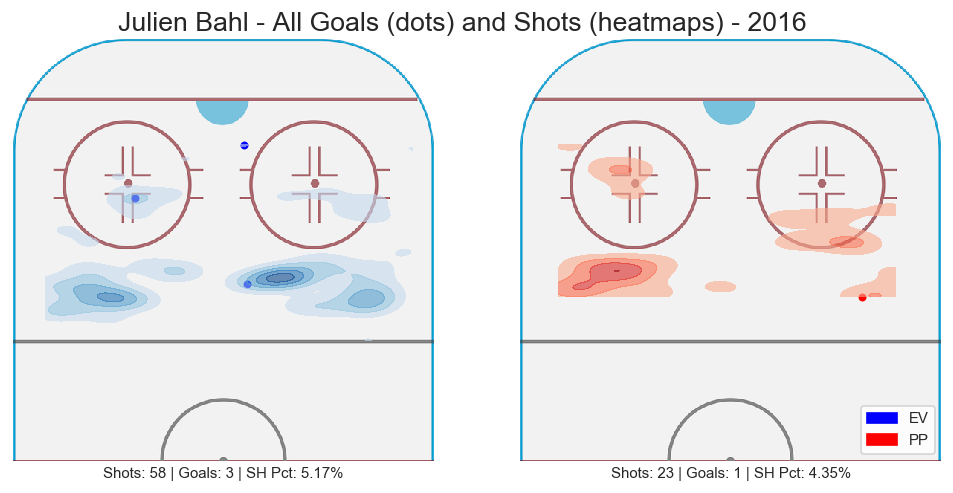 Julien Bahl - All Goals (dots) and Shots (heatmaps) - 2016
EV
PP
Shots: 58 | Goals: 3 | SH Pct: 5.17%
Shots: 23 | Goals: 1 | SH Pct: 4.35%